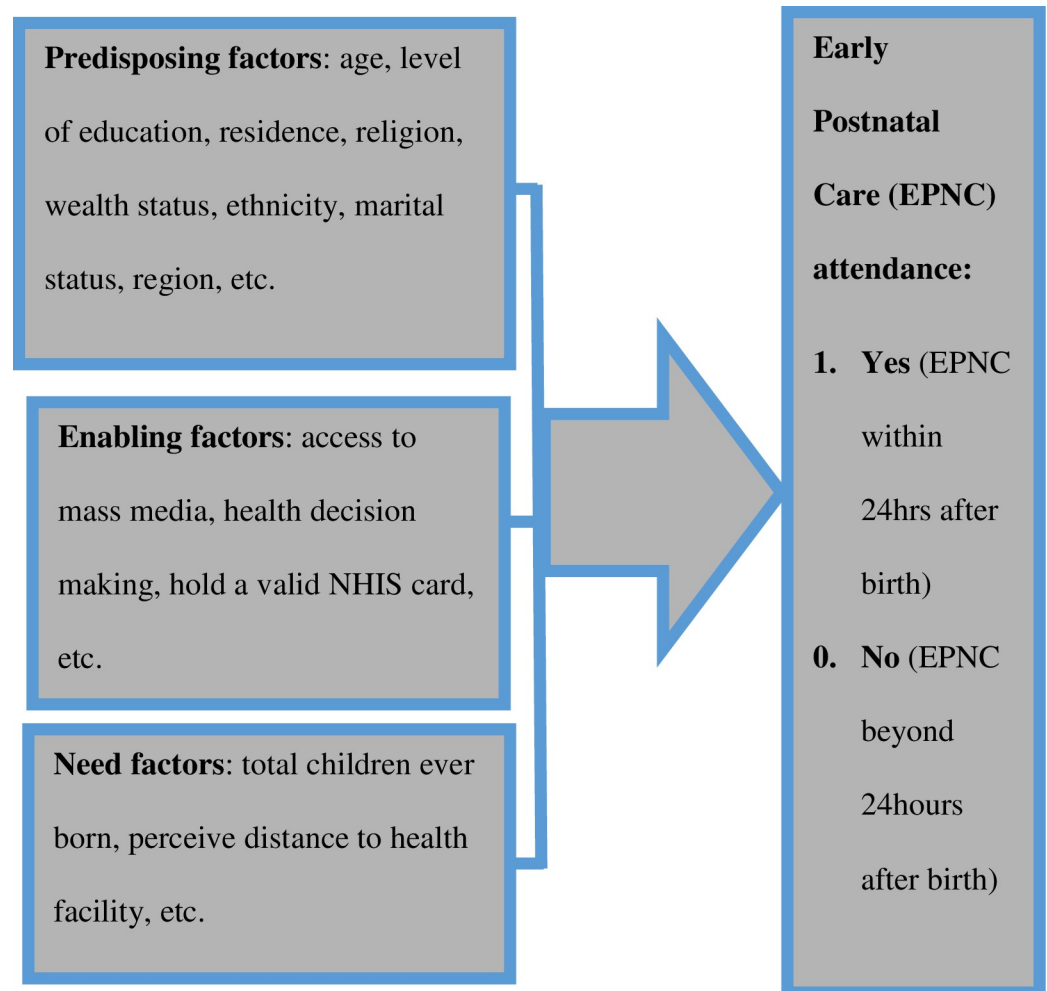 Predisposing factors: age, level
of education, residence, religion,
wealth status, ethnicity, marital
status, region, etc.
Enabling factors: access to
mass media, health decision
making, hold a valid NHIS card,
etc.
Need factors: total children ever
born, perceive distance to health
facility, etc.
Early
Postnatal
Care (EPNC)
attendance:
1. Yes (EPNC
within
24hrs after
birth)
0. No (EPNC
beyond
24hours
after birth)